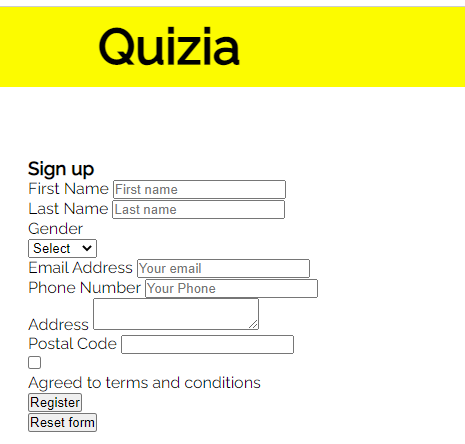 Quizia
Sign up
First Name First name
Last Name Last name
Gender
Select
Email Address Your email
Phone Number Your Phone
Address
Postal Code
Agreed to terms and conditions
Register
Reset form